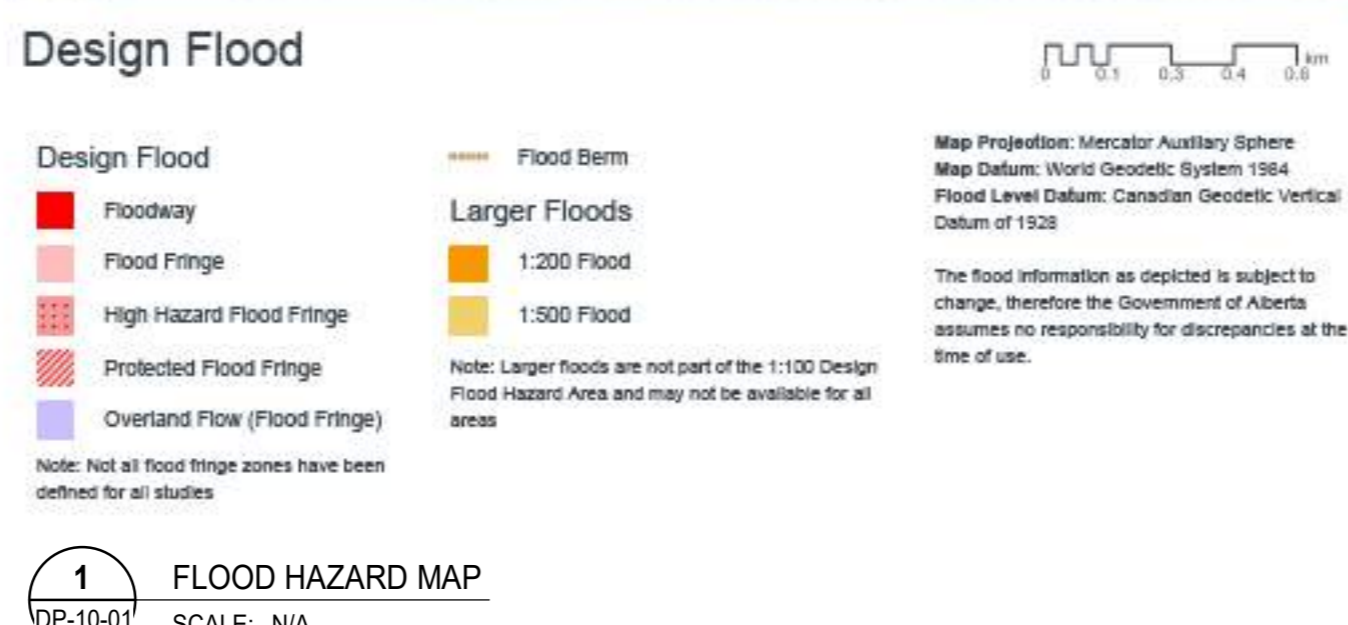 Design Flood
0 0.1 0.3 0.4 0.6 km
Design Flood
Floodway
Flood Fringe
High Hazard Flood Fringe
Protected Flood Fringe
Overland Flow (Flood Fringe)
Note: Not all flood fringe zones have been
defined for all studies
Flood Berm
Larger Floods
1:200 Flood
1:500 Flood
Note: Larger floods are not part of the 1:100 Design
Flood Hazard Area and may not be available for all
areas
Map Projection: Mercator Auxiliary Sphere
Map Datum: World Geodetic System 1984
Flood Level Datum: Canadian Geodetic Vertical
Datum of 1928
The flood information as depicted is subject to
change, therefore the Government of Alberta
assumes no responsibility for discrepancies at the
time of use.
1
DP-10-01
FLOOD HAZARD MAP
SCALE: N/A